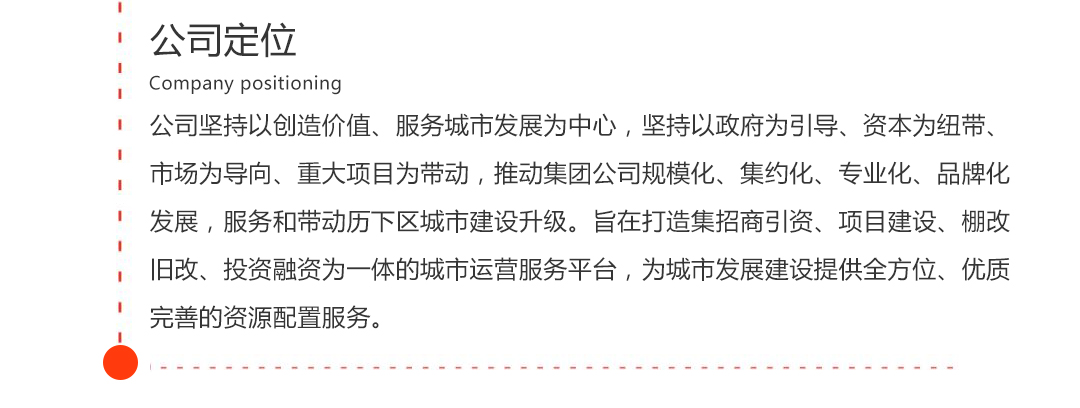 公司定位
Company positioning
公司坚持以创造价值、服务城市发展为中心，坚持以政府为引导、资本为纽带、
市场为导向、重大项目为带动，推动集团公司规模化、集约化、专业化、品牌化
发展，服务和带动历下区城市建设升级。旨在打造集招商引资、项目建设、棚改
旧改、投资融资为一体的城市运营服务平台，为城市发展建设提供全方位、优质
完善的资源配置服务。